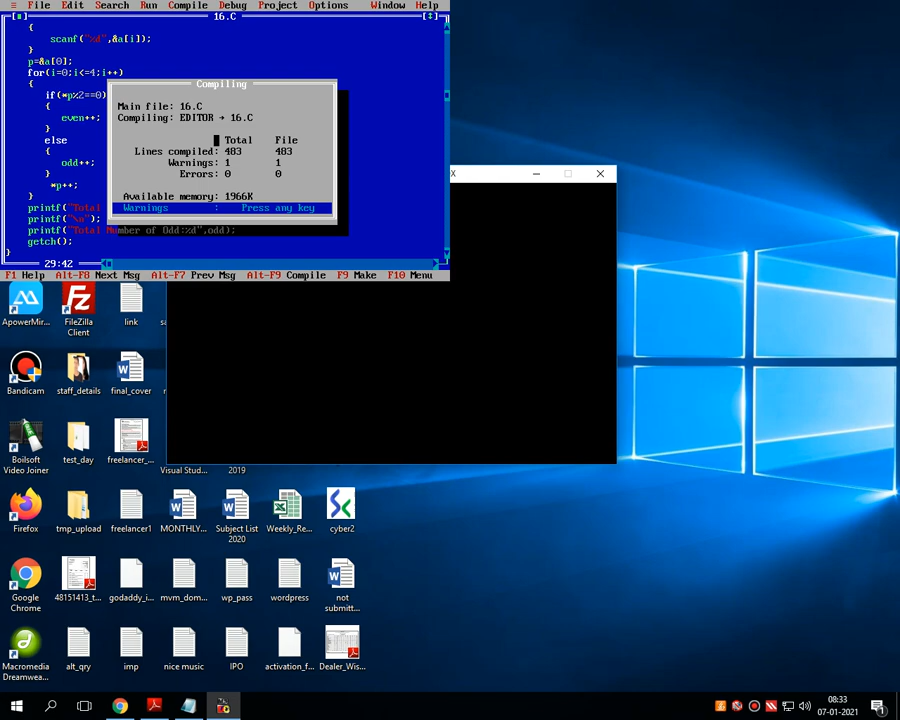 ≡ File Edit Search Run Compile Debug Project Options Window Help
16.C
{
scanf("%d",&a[i]);
}
p=&a[0];
for(i=0;i<=4;i++)
{
if(*p%2==0)
{
even++;
}
else
{
odd++;
}
*p++;
}
printf("Total
printf("\n");
printf("Total Number of Odd:%d",odd);
getch();
}
29:42
Compiling
Main file: 16.C
Compiling: EDITOR → 16.C
Total File
Lines compiled: 483 483
Warnings: 1 1
Errors: 0 0
Available memory: 1966K
Warnings : Press any key
F1 Help Alt-F8 Next Msg Alt-F7 Prev Msg Alt-F9 Compile F9 Make F10 Menu
X
ApowerMir...
FileZilla
Client
link
Bandicam
staff_details
final_cover
Boilsoft
Video Joiner
test_day
freelancer_...
Visual Stud...
2019
Firefox
tmp_upload
freelancer1
MONTHLY...
Subject List
2020
Weekly_Re...
cyber2
Google
Chrome
48151413_t...
godaddy_i...
mvm_dom...
wp_pass
wordpress
not
submitt...
Macromedia
Dreamwea...
alt_qry
imp
nice music
IPO
activation_f...
Dealer_Wis...
08:33
07-01-2021